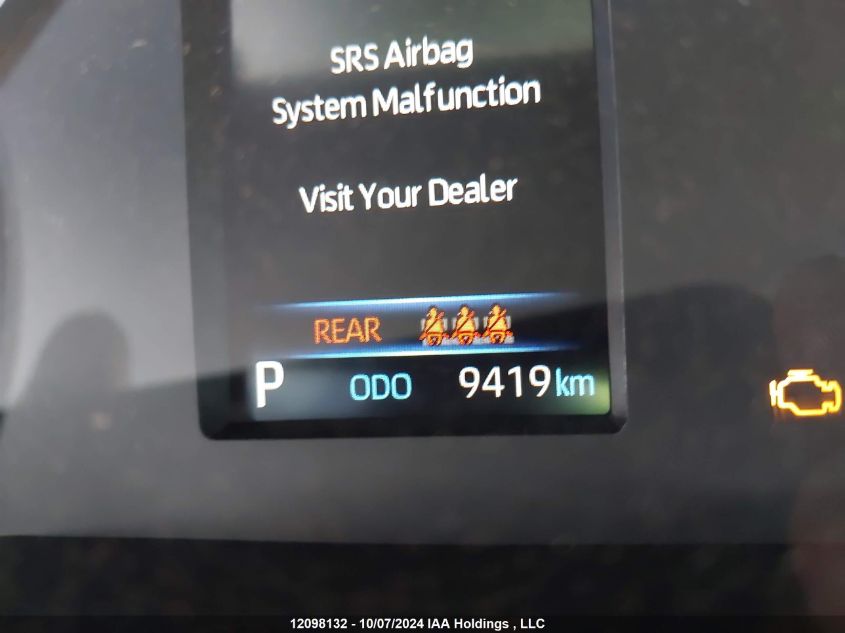 SRS Airbag
System Malfunction
Visit Your Dealer
REAR
P ODO 9419 km
12098132 - 10/07/2024 IAA Holdings , LLC